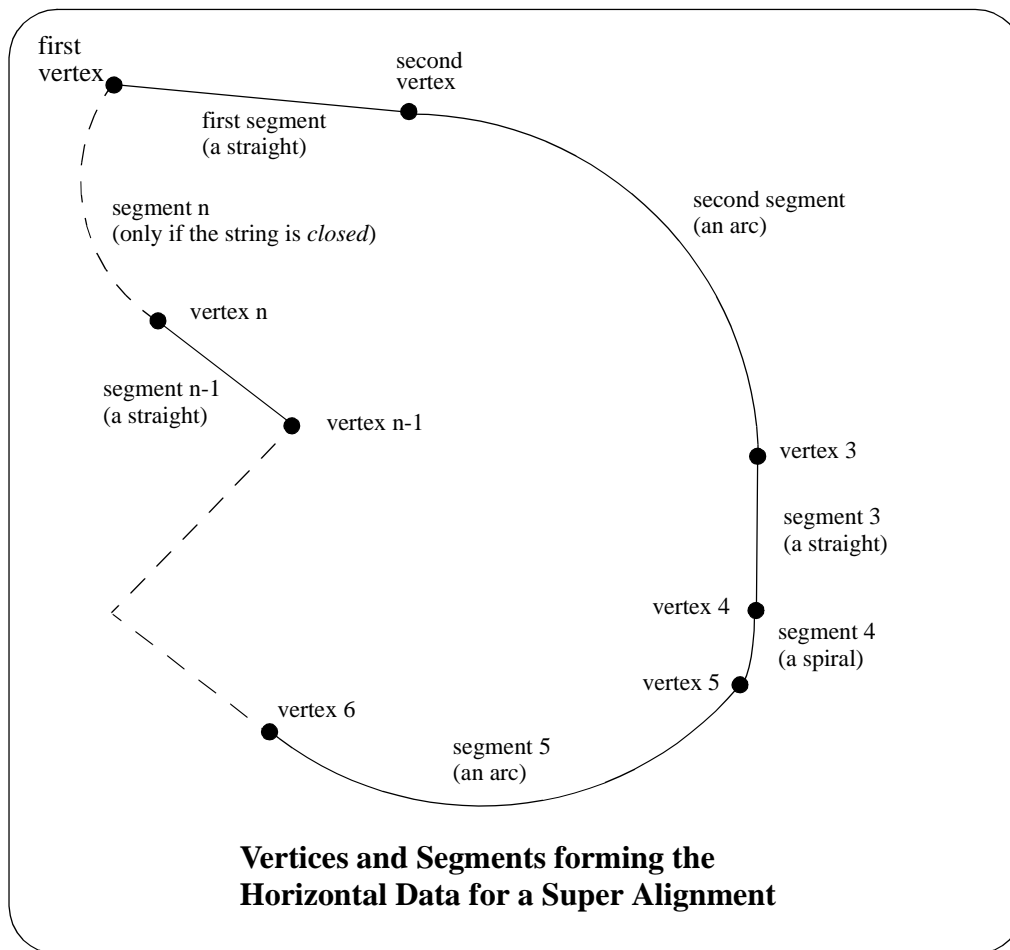 first
vertex
second
vertex
first segment
(a straight)
second segment
(an arc)
segment n
(only if the string is closed)
vertex n
segment n-1
(a straight)
vertex n-1
vertex 3
segment 3
(a straight)
vertex 4
segment 4
(a spiral)
vertex 5
vertex 6
segment 5
(an arc)
Vertices and Segments forming the
Horizontal Data for a Super Alignment